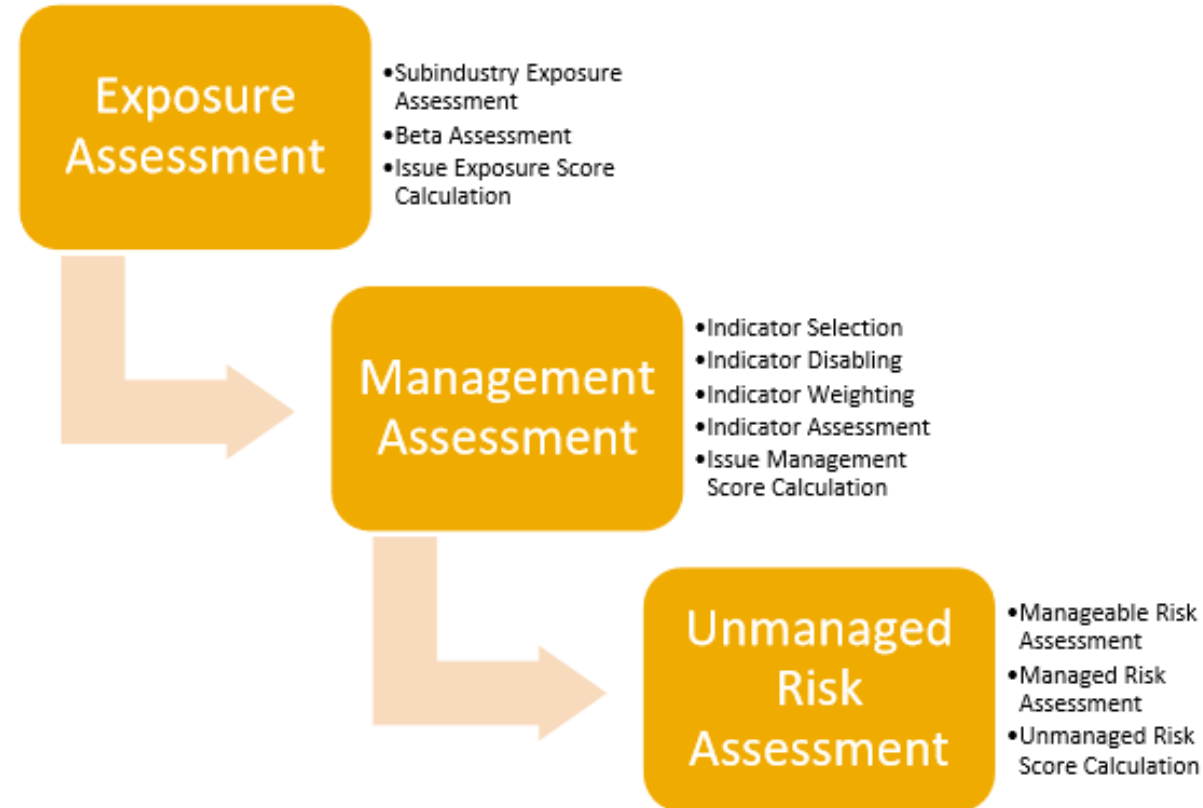 Exposure
Assessment
•Subindustry Exposure
Assessment
•Beta Assessment
•Issue Exposure Score
Calculation
Management
Assessment
•Indicator Selection
•Indicator Disabling
•Indicator Weighting
•Indicator Assessment
•Issue Management
Score Calculation
Unmanaged
Risk
Assessment
•Manageable Risk
Assessment
•Managed Risk
Assessment
•Unmanaged Risk
Score Calculation